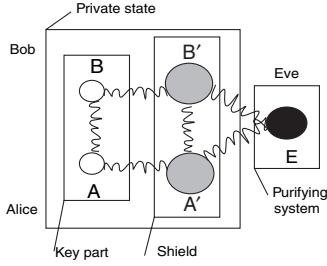 Private state
Bob
B
B′
Eve
E
A
A′
Alice
Purifying
system
Key part
Shield